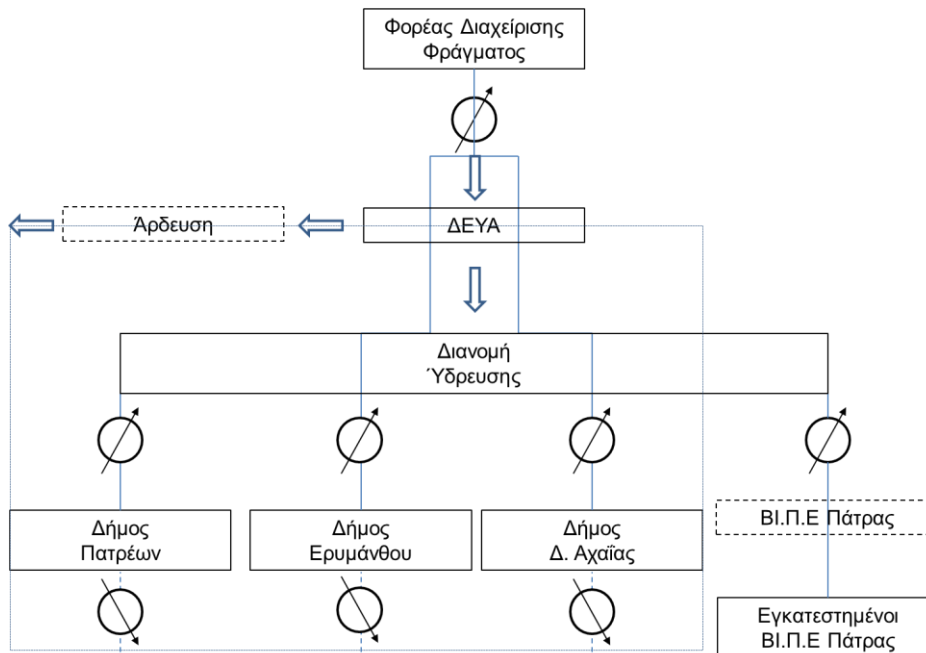 Φορέας Διαχείρισης
Φράγματος
Άρδευση
ΔΕΥΑ
Διανομή
Ύδρευσης
Δήμος
Πατρέων
Δήμος
Ερυμάνθου
Δήμος
Δ. Αχαΐας
ΒΙ.Π.Ε Πάτρας
Εγκατεστημένοι
ΒΙ.Π.Ε Πάτρας